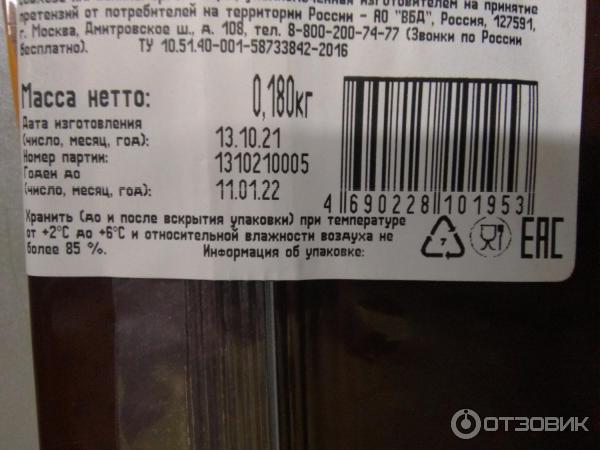 изготовителем на принятие
претензий от потребителей на территории России - АО "ВБД", Россия, 127591,
г. Москва, Дмитровское ш., д. 108, тел. 8-800-200-74-77 (Звонки по России
бесплатно). ТУ 10.51.40-001-58733842-2016
Масса нетто: 0,180кг
Дата изготовления
(число, месяц, год): 13.10.21
Номер партии: 1310210005
Годен до
(число, месяц, год): 11.01.22
4 690228 101953
Хранить (до и после вскрытия упаковки) при температуре
от +2°C до +6°C и относительной влажности воздуха не
более 85 %. Информация об упаковке:
7
EAC
ОТЗОВИК